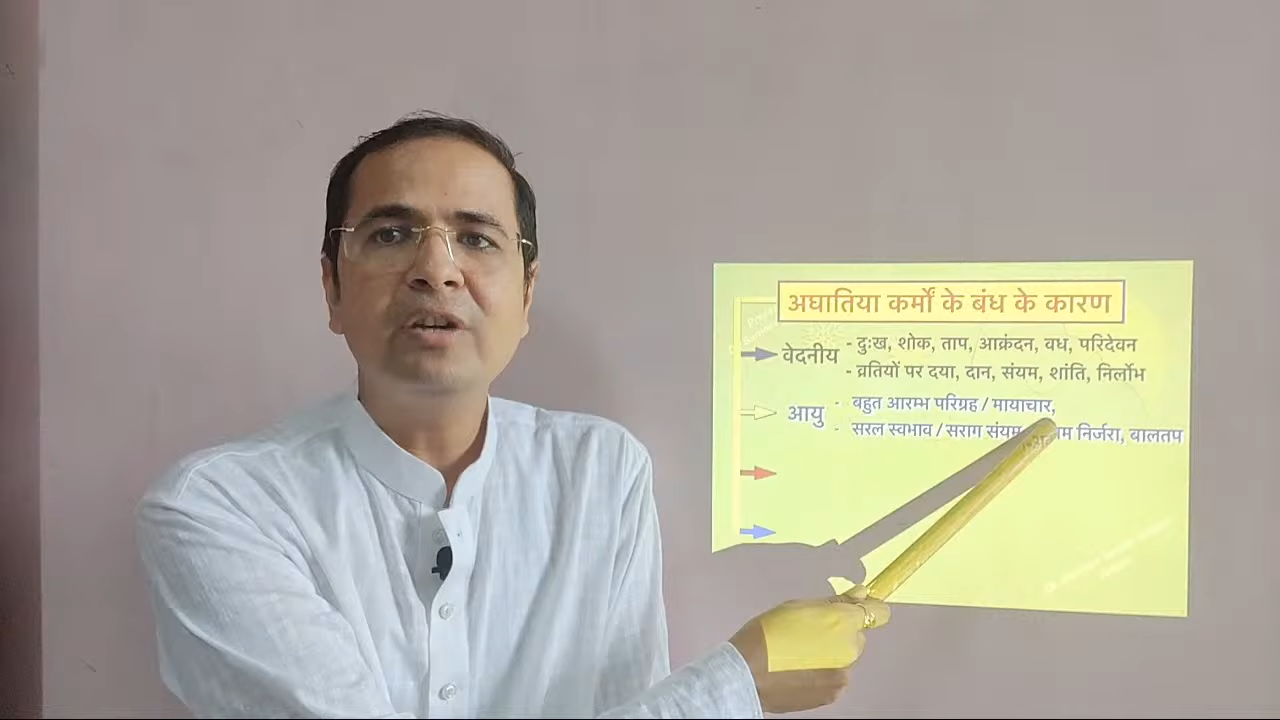 अघातिया कर्मों के बंध के कारण
वेदनीय - दुःख, शोक, ताप, आक्रंदन, वध, परिदेवन
- व्रतियों पर दया, दान, संयम, शांति, निर्लोभ
आयु - बहुत आरम्भ परिग्रह / मायाचार,
- सरल स्वभाव / सराग संयम निर्जरा, बालतप